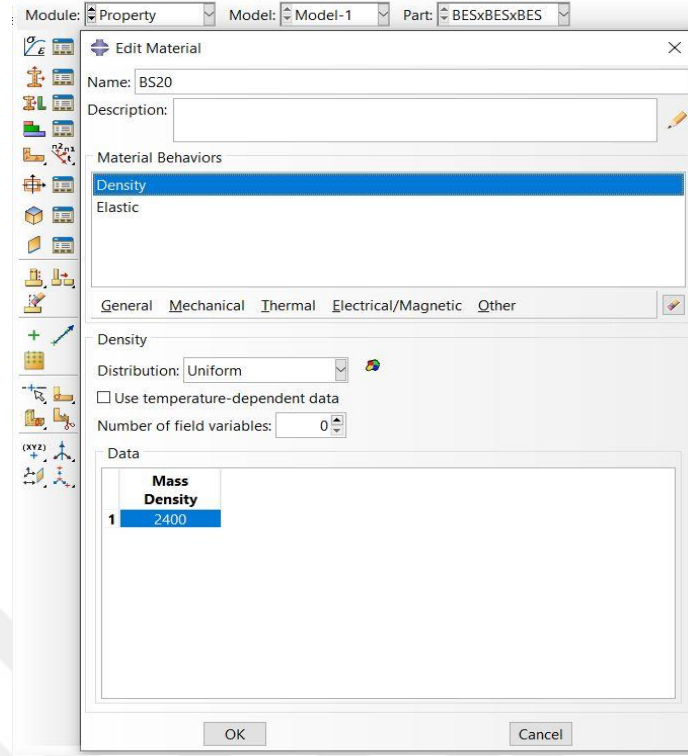 Module: Property Model: Model-1 Part: BESxBESxBES
Edit Material
Name: BS20
Description:
Material Behaviors
Density
Elastic
General Mechanical Thermal Electrical/Magnetic Other
Density
Distribution: Uniform
Use temperature-dependent data
Number of field variables: 0
Data
Mass
Density
1 2400
OK Cancel